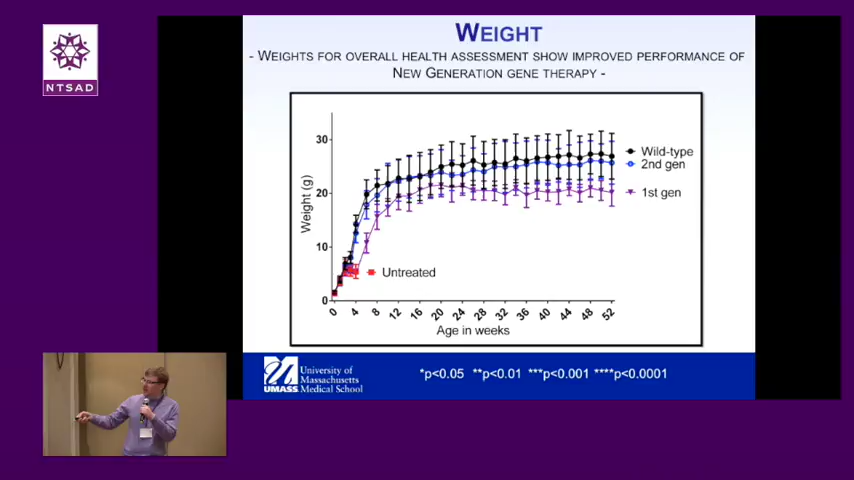 NTSAD
WEIGHT
- WEIGHTS FOR OVERALL HEALTH ASSESSMENT SHOW IMPROVED PERFORMANCE OF
NEW GENERATION GENE THERAPY -
Weight (g)
30
20
10
0
Wild-type
2nd gen
1st gen
Untreated
0 4 8 12 16 20 24 28 32 36 40 44 48 52
Age in weeks
UMASS
University of
Massachusetts
Medical School
*p<0.05 **p<0.01 ***p<0.001 ****p<0.0001